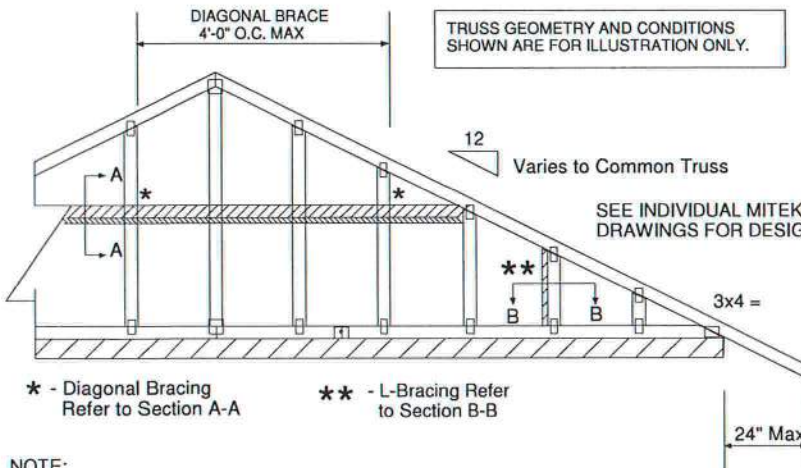 DIAGONAL BRACE
4'-0" O.C. MAX
TRUSS GEOMETRY AND CONDITIONS
SHOWN ARE FOR ILLUSTRATION ONLY.
12
Varies to Common Truss
A
*
*
SEE INDIVIDUAL MITEK
DRAWINGS FOR DESIG
A
**
B
B
3x4 =
* - Diagonal Bracing
Refer to Section A-A
** - L-Bracing Refer
to Section B-B
24" Max
NOTE: